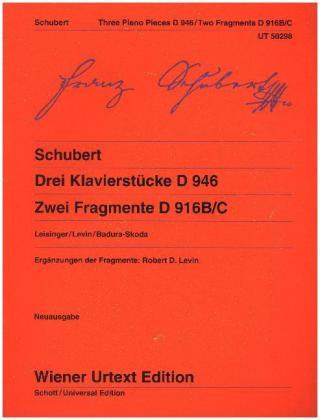 Schubert Three Piano Pieces D 946/Two Fragments D 916B/C
UT 50298
Franz Schubert
Schubert
Drei Klavierstücke D 946
Zwei Fragmente D 916B/C
Leisinger/Levin/Badura-Skoda
Ergänzungen der Fragmente: Robert D. Levin
Neuausgabe
Wiener Urtext Edition
Schott/Universal Edition